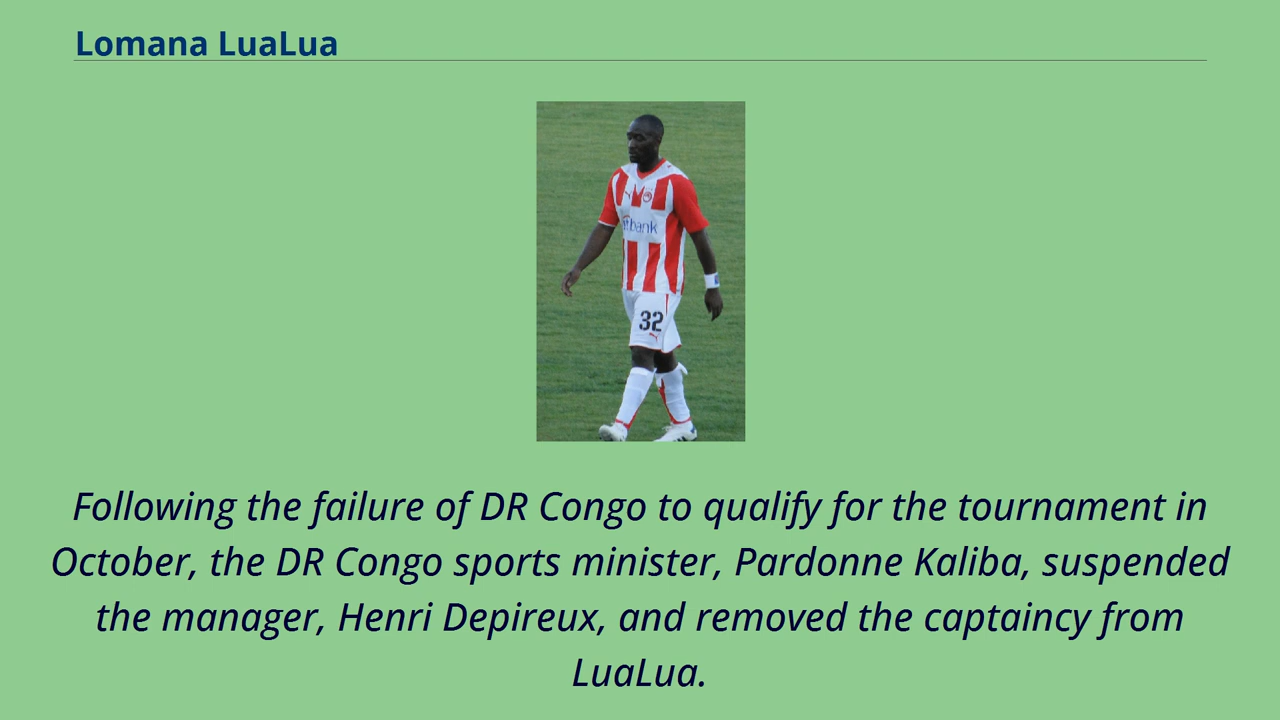 Lomana LuaLua
tbank
32
Following the failure of DR Congo to qualify for the tournament in
October, the DR Congo sports minister, Pardonne Kaliba, suspended
the manager, Henri Depireux, and removed the captaincy from
LuaLua.